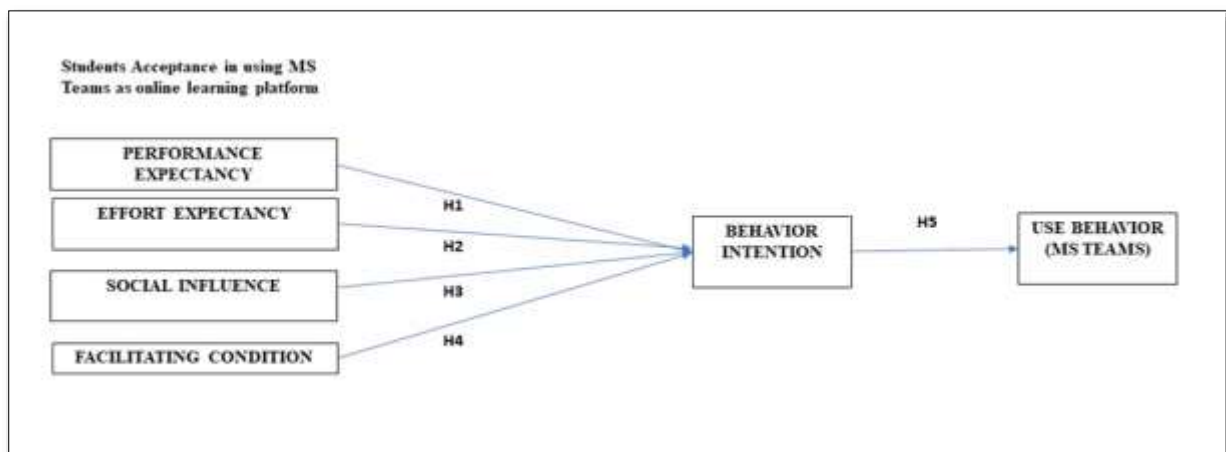 Students Acceptance in using MS
Teams as online learning platform
PERFORMANCE
EXPECTANCY
EFFORT EXPECTANCY
SOCIAL INFLUENCE
FACILITATING CONDITION
H1
H2
H3
H4
BEHAVIOR
INTENTION
H5
USE BEHAVIOR
(MS TEAMS)